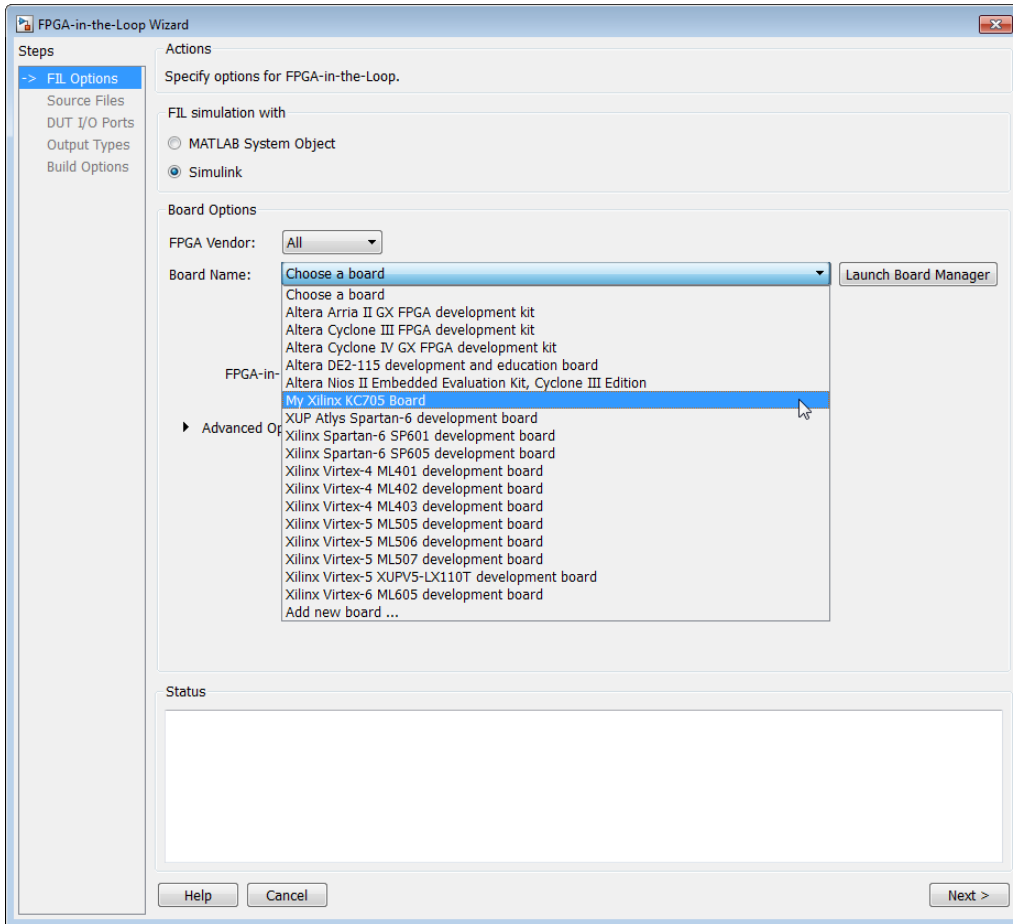 FPGA-in-the-Loop Wizard
Steps
-> FIL Options
Source Files
DUT I/O Ports
Output Types
Build Options
Actions
Specify options for FPGA-in-the-Loop.
FIL simulation with
MATLAB System Object
Simulink
Board Options
FPGA Vendor: All
Board Name: Choose a board Launch Board Manager
Choose a board
Altera Arria II GX FPGA development kit
Altera Cyclone III FPGA development kit
Altera Cyclone IV GX FPGA development kit
Altera DE2-115 development and education board
FPGA-in-
Altera Nios II Embedded Evaluation Kit, Cyclone III Edition
My Xilinx KC705 Board
XUP Atlys Spartan-6 development board
Advanced Op
Xilinx Spartan-6 SP601 development board
Xilinx Spartan-6 SP605 development board
Xilinx Virtex-4 ML401 development board
Xilinx Virtex-4 ML402 development board
Xilinx Virtex-4 ML403 development board
Xilinx Virtex-5 ML505 development board
Xilinx Virtex-5 ML506 development board
Xilinx Virtex-5 ML507 development board
Xilinx Virtex-5 XUPV5-LX110T development board
Xilinx Virtex-6 ML605 development board
Add new board ...
Status
Help Cancel Next >